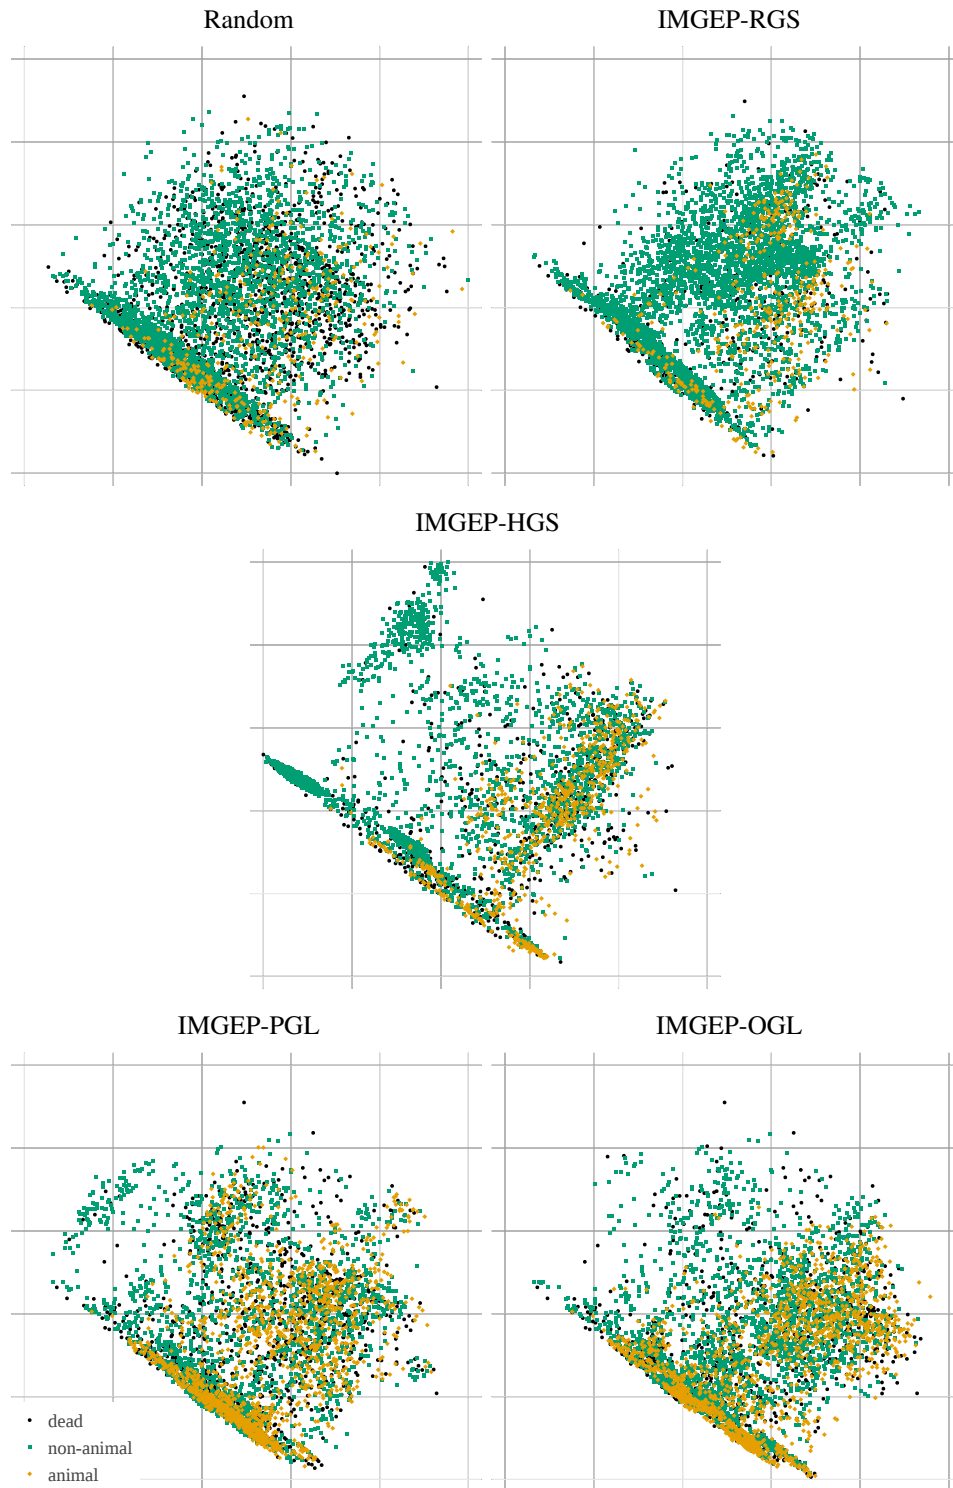 Random
IMGEP-RGS
IMGEP-HGS
IMGEP-PGL
IMGEP-OGL
dead
non-animal
animal